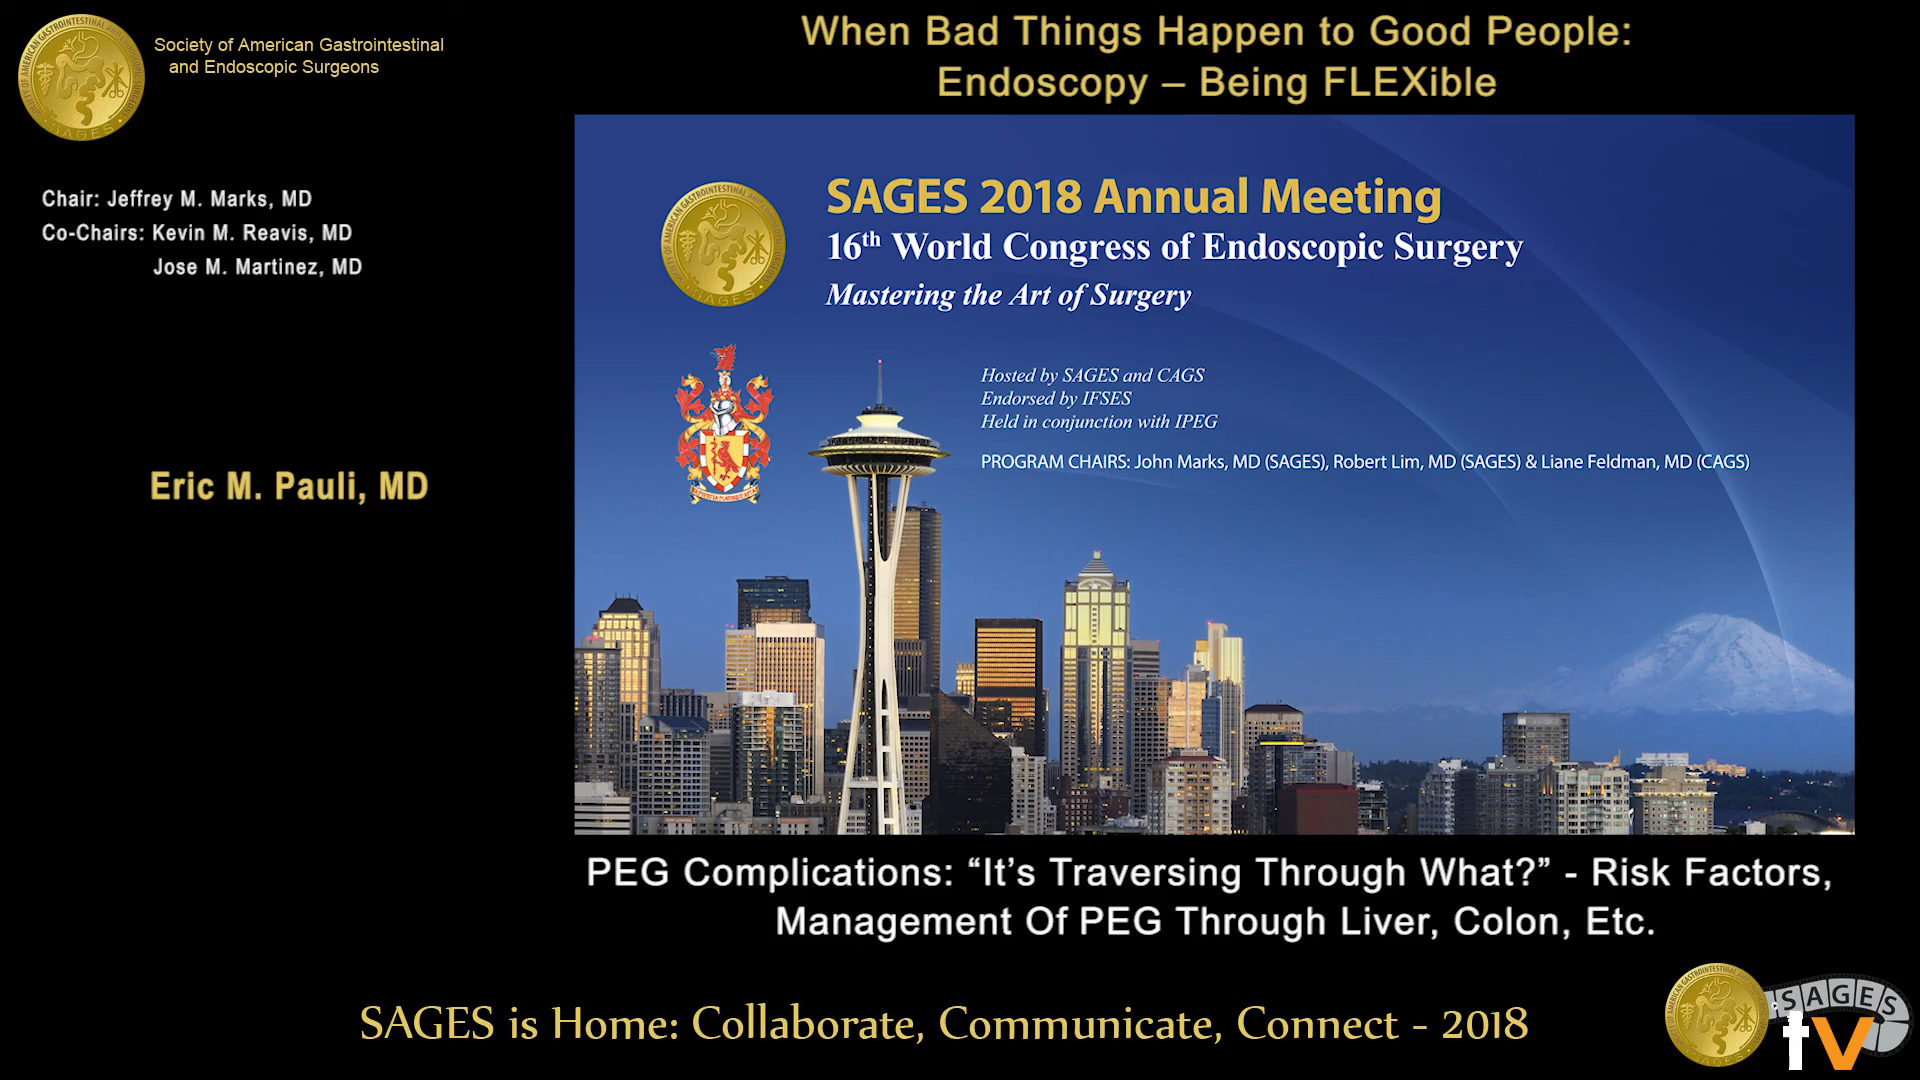 Society of American Gastrointestinal
and Endoscopic Surgeons
When Bad Things Happen to Good People:
Endoscopy – Being FLEXible
Chair: Jeffrey M. Marks, MD
Co-Chairs: Kevin M. Reavis, MD
Jose M. Martinez, MD
Eric M. Pauli, MD
SAGES 2018 Annual Meeting
16th World Congress of Endoscopic Surgery
Mastering the Art of Surgery
Hosted by SAGES and CAGS
Endorsed by IFSES
Held in conjunction with IPEG
PROGRAM CHAIRS: John Marks, MD (SAGES), Robert Lim, MD (SAGES) & Liane Feldman, MD (CAGS)
PEG Complications: “It’s Traversing Through What?” - Risk Factors,
Management Of PEG Through Liver, Colon, Etc.
SAGES is Home: Collaborate, Communicate, Connect - 2018
SAGES
tv